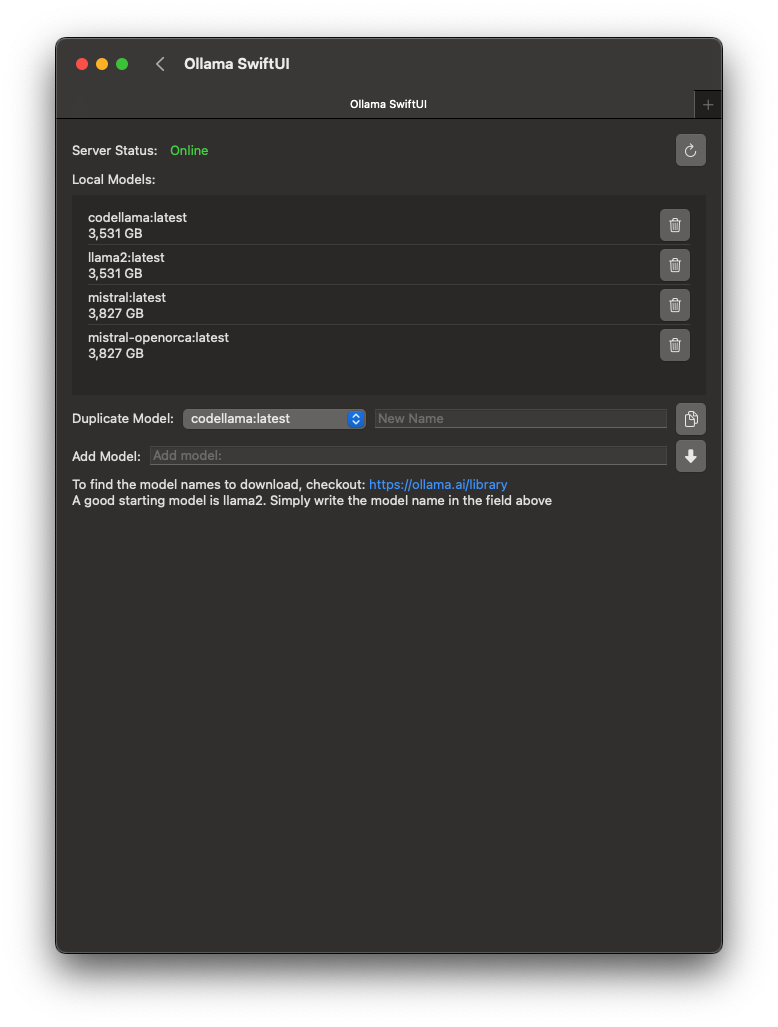 Ollama SwiftUI
Ollama SwiftUI
Server Status: Online
Local Models:
codellama:latest
3,531 GB
llama2:latest
3,531 GB
mistral:latest
3,827 GB
mistral-openorca:latest
3,827 GB
Duplicate Model: codellama:latest New Name
Add Model: Add model:
To find the model names to download, checkout: https://ollama.ai/library
A good starting model is llama2. Simply write the model name in the field above